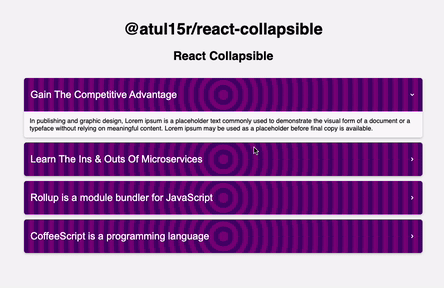 @atul15r/react-collapsible
React Collapsible
Gain The Competitive Advantage
In publishing and graphic design, Lorem ipsum is a placeholder text commonly used to demonstrate the visual form of a document or a
typeface without relying on meaningful content. Lorem ipsum may be used as a placeholder before final copy is available.
Learn The Ins & Outs Of Microservices
Rollup is a module bundler for JavaScript
CoffeeScript is a programming language